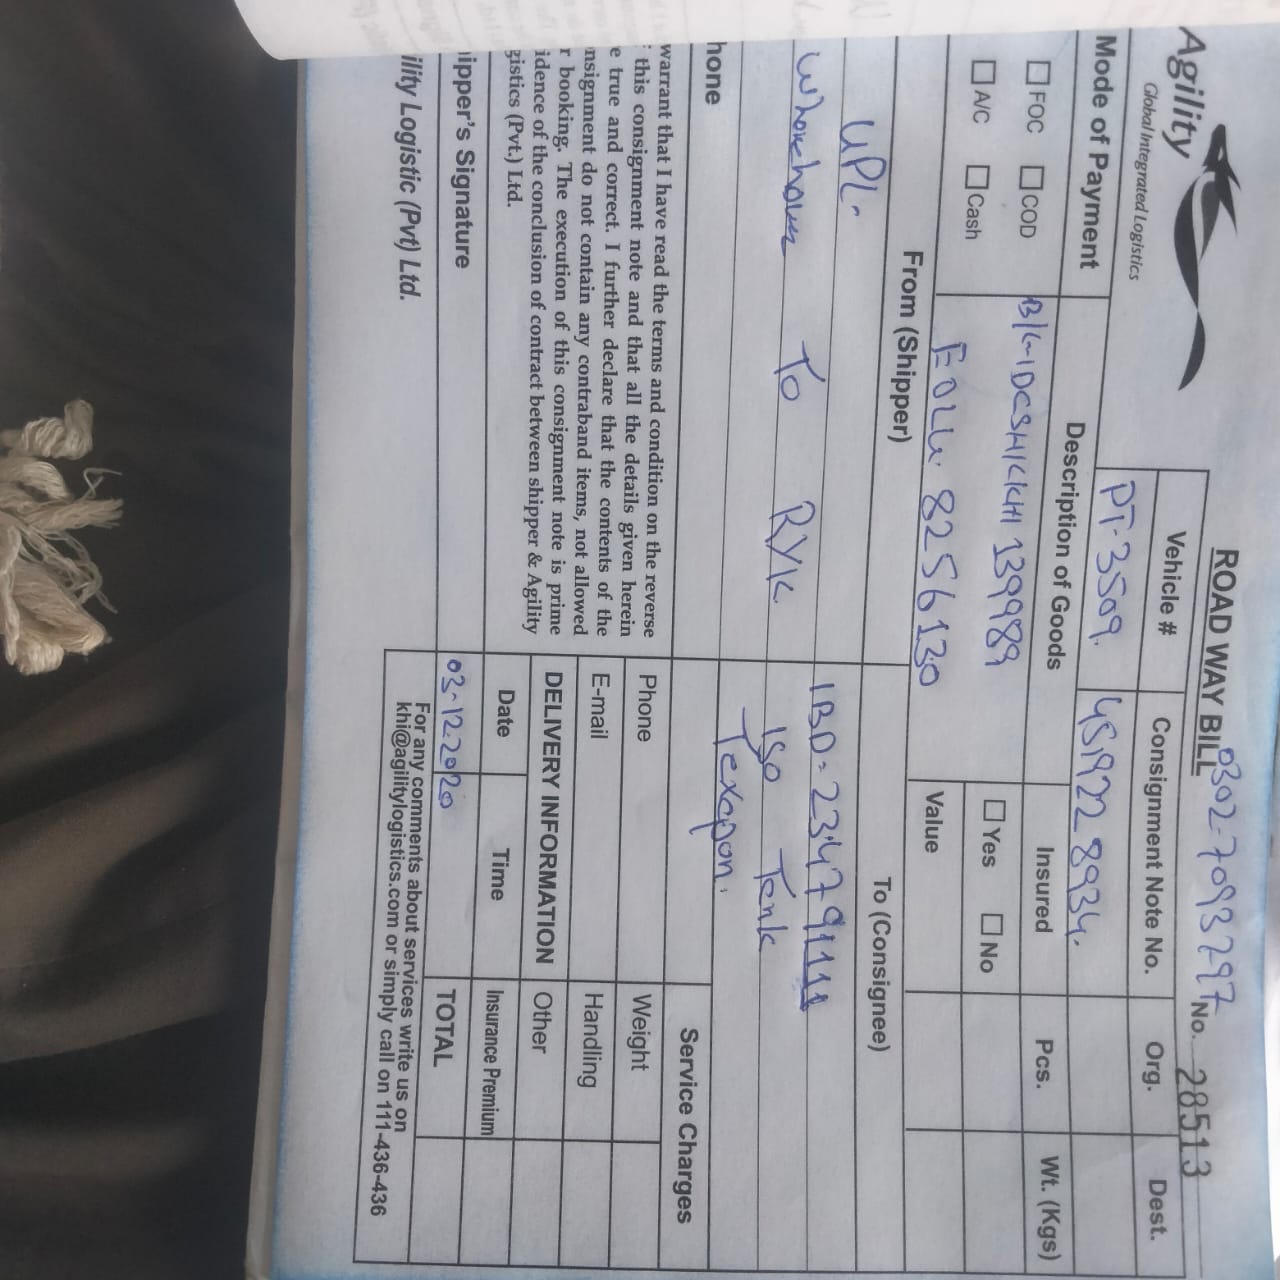 Agility
Global Integrated Logistics
ROAD WAY BILL
0302-7093297
No. 28513
Vehicle #
Consignment Note No.
Org.
Dest.
PT-3509.
4519228934.
Mode of Payment
Description of Goods
Insured
Pcs.
Wt. (Kgs)
FOC
COD
B/L-IDCSH/KKHI 139989
Yes
No
A/C
Cash
EOLU. 8256130
Value
From (Shipper)
To (Consignee)
UPL-
IBD-234791111
To RYK
ISO Tank
Texapon.
hone
Service Charges
warrant that I have read the terms and condition on the reverse
this consignment note and that all the details given herein
e true and correct. I further declare that the contents of the
nsignment do not contain any contraband items, not allowed
r booking. The execution of this consignment note is prime
idence of the conclusion of contract between shipper & Agility
gistics (Pvt.) Ltd.
Phone
Weight
E-mail
Handling
DELIVERY INFORMATION
Other
Date
Time
Insurance Premium
ipper's Signature
03-12.2020
TOTAL
ility Logistic (Pvt) Ltd.
For any comments about services write us on
khi@agilitylogistics.com or simply call on 111-436-436